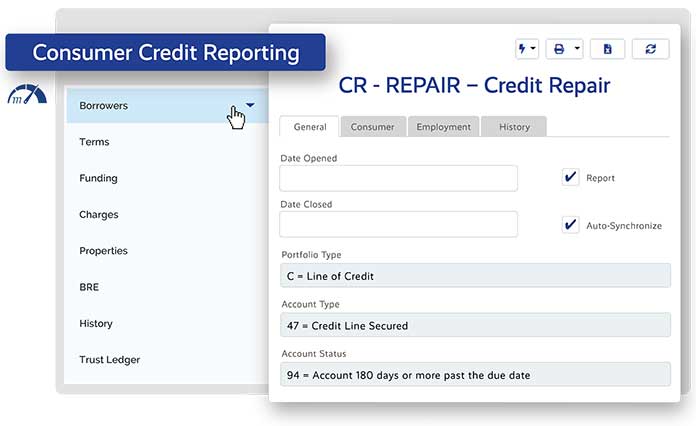 Consumer Credit Reporting
m
Borrowers
Terms
Funding
Charges
Properties
BRE
History
Trust Ledger
CR - REPAIR – Credit Repair
General Consumer Employment History
Date Opened
Report
Date Closed
Auto-Synchronize
Portfolio Type
C = Line of Credit
Account Type
47 = Credit Line Secured
Account Status
94 = Account 180 days or more past the due date